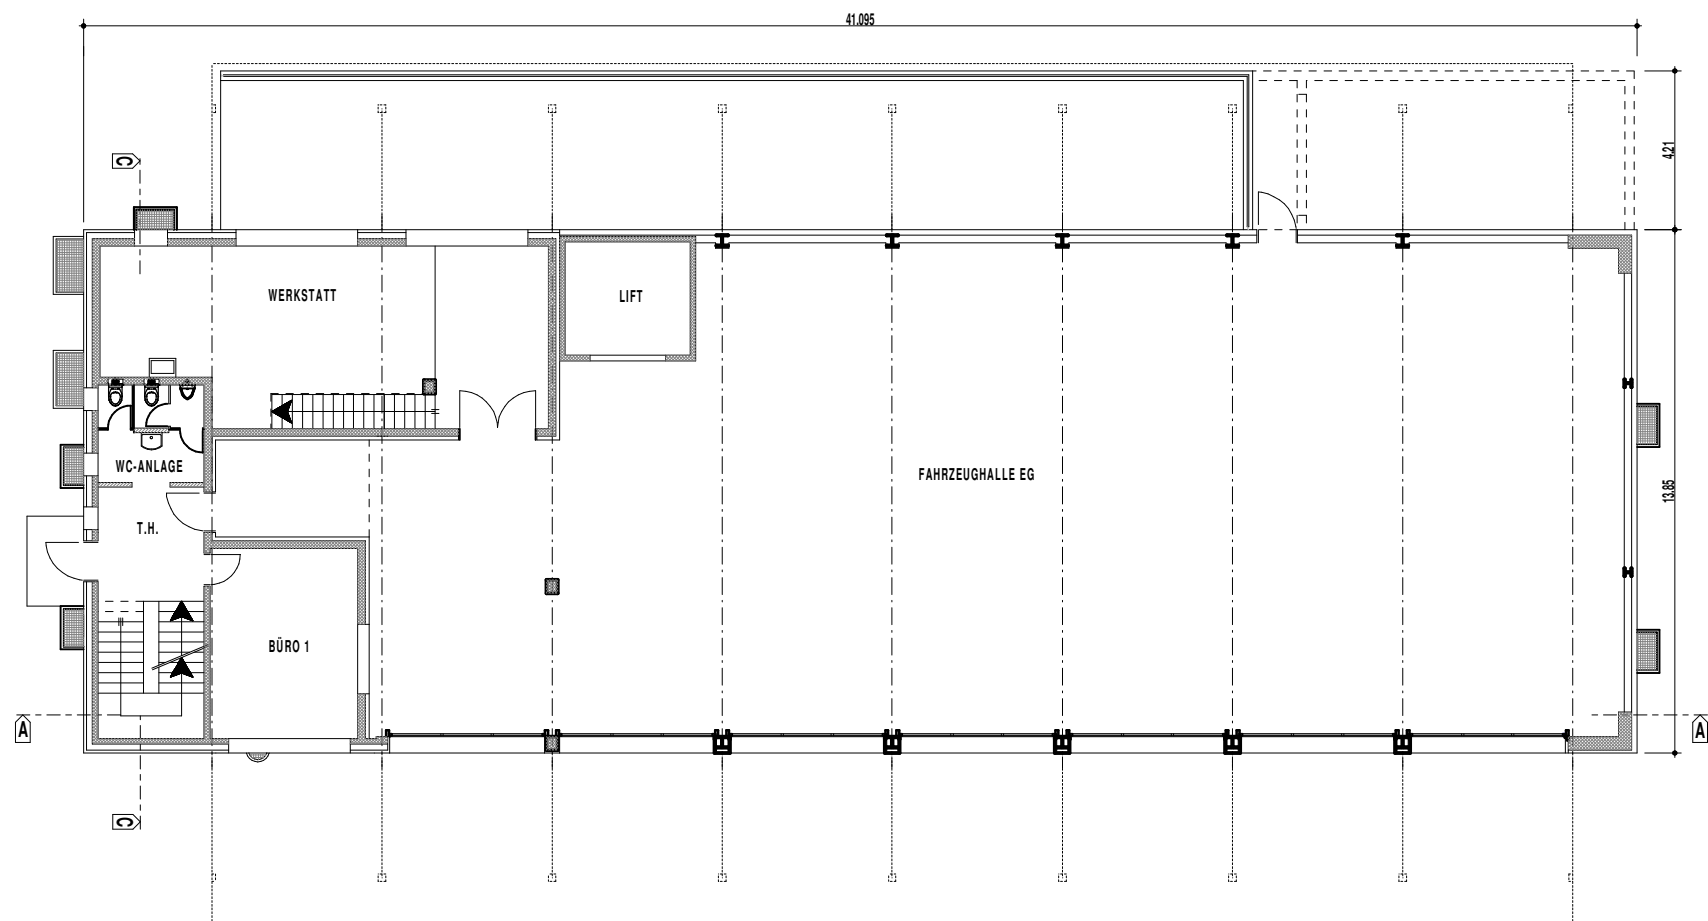 41.095
4.21
C
WERKSTATT
LIFT
WC-ANLAGE
FAHRZEUGHALLE EG
13.85
T.H.
BÜRO 1
A
A
C